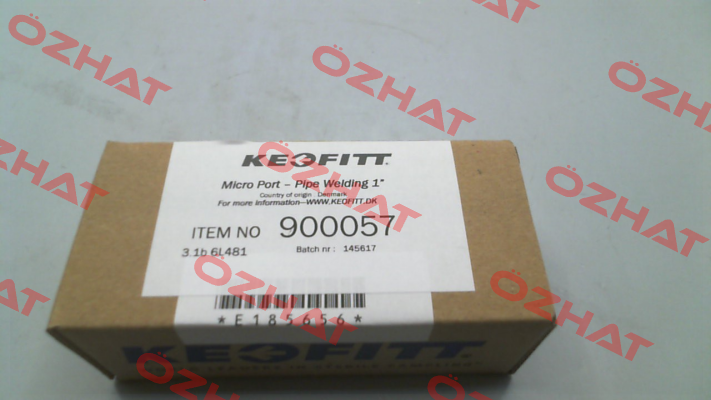 KEOFITT
Micro Port – Pipe Welding 1"
Country of origin : Denmark
For more information–WWW.KEOFITT.DK
ITEM NO 900057
3.1b 6L481 Batch nr : 145617
*E185656*
KEOFITT
ÖZHAT
ÖZHAT
ÖZHAT
ÖZHAT
ÖZHAT
ÖZHAT
ÖZHAT
ÖZHAT
ÖZHAT
ÖZHAT